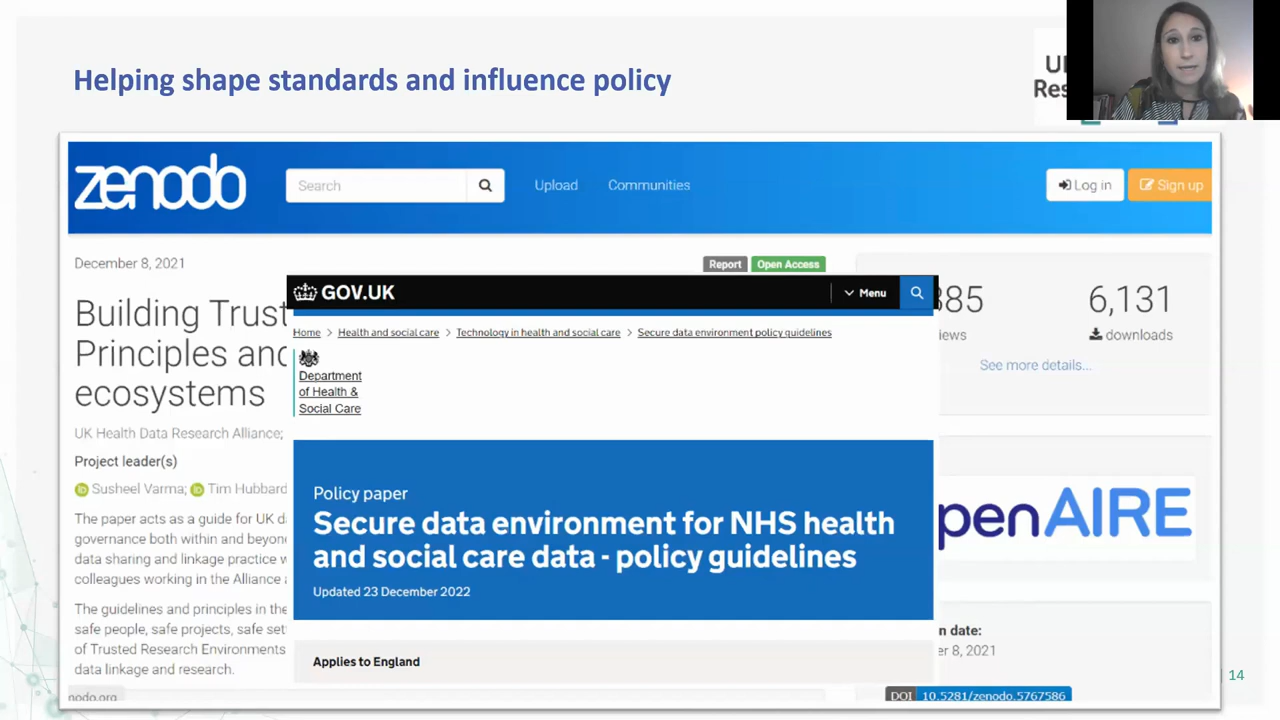 Helping shape standards and influence policy
zenodo
Search
Upload
Communities
Log in
Sign up
December 8, 2021
Report
Open Access
Building Trust
Principles and
ecosystems
UK Health Data Research Alliance;
Project leader(s)
Susheel Varma; Tim Hubbard
The paper acts as a guide for UK d
governance both within and beyon
data sharing and linkage practice w
colleagues working in the Alliance a
The guidelines and principles in the
safe people, safe projects, safe set
of Trusted Research Environments
data linkage and research.
nodo.org
GOV.UK
Menu
Home > Health and social care > Technology in health and social care > Secure data environment policy guidelines
Department
of Health &
Social Care
Policy paper
Secure data environment for NHS health
and social care data - policy guidelines
Updated 23 December 2022
Applies to England
385
6,131
iews
downloads
See more details...
penAIRE
n date:
er 8, 2021
DOI 10.5281/zenodo.5767586
14